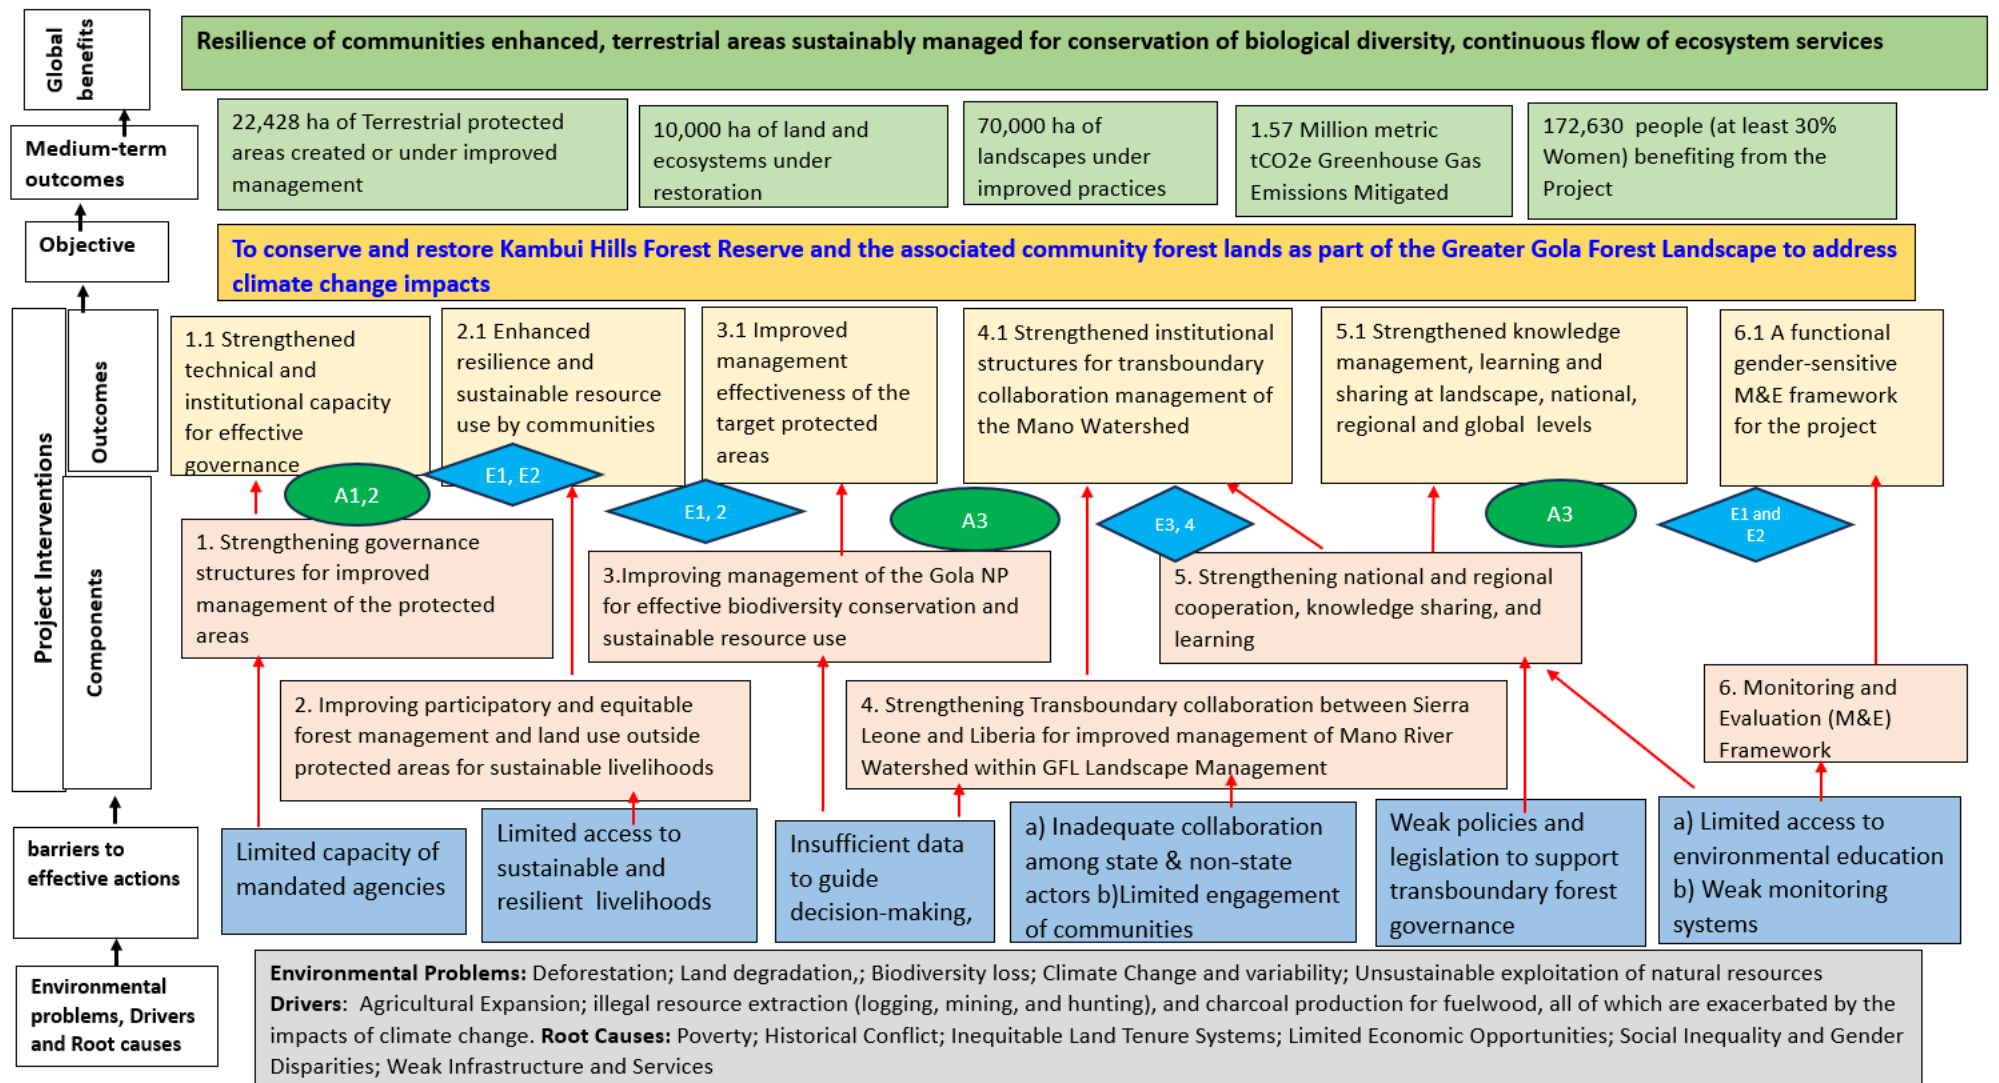 Global
benefits
Resilience of communities enhanced, terrestrial areas sustainably managed for conservation of biological diversity, continuous flow of ecosystem services
Medium-term
outcomes
22,428 ha of Terrestrial protected
areas created or under improved
management
10,000 ha of land and
ecosystems under
restoration
70,000 ha of
landscapes under
improved practices
1.57 Million metric
tCO2e Greenhouse Gas
Emissions Mitigated
172,630 people (at least 30%
Women) benefiting from the
Project
Objective
To conserve and restore Kambui Hills Forest Reserve and the associated community forest lands as part of the Greater Gola Forest Landscape to address
climate change impacts
Project Interventions
Outcomes
1.1 Strengthened
technical and
institutional capacity
for effective
governance
2.1 Enhanced
resilience and
sustainable resource
use by communities
3.1 Improved
management
effectiveness of the
target protected
areas
4.1 Strengthened institutional
structures for transboundary
collaboration management of
the Mano Watershed
5.1 Strengthened knowledge
management, learning and
sharing at landscape, national,
regional and global levels
6.1 A functional
gender-sensitive
M&E framework
for the project
A1,2
E1, E2
E1, 2
A3
E3, 4
A3
E1 and
E2
Components
1. Strengthening governance
structures for improved
management of the protected
areas
3.Improving management of the Gola NP
for effective biodiversity conservation and
sustainable resource use
5. Strengthening national and regional
cooperation, knowledge sharing, and
learning
2. Improving participatory and equitable
forest management and land use outside
protected areas for sustainable livelihoods
4. Strengthening Transboundary collaboration between Sierra
Leone and Liberia for improved management of Mano River
Watershed within GFL Landscape Management
6. Monitoring and
Evaluation (M&E)
Framework
barriers to
effective actions
Limited capacity of
mandated agencies
Limited access to
sustainable and
resilient livelihoods
Insufficient data
to guide
decision-making,
a) Inadequate collaboration
among state & non-state
actors b)Limited engagement
of communities
Weak policies and
legislation to support
transboundary forest
governance
a) Limited access to
environmental education
b) Weak monitoring
systems
Environmental
problems, Drivers
and Root causes
Environmental Problems: Deforestation; Land degradation,; Biodiversity loss; Climate Change and variability; Unsustainable exploitation of natural resources
Drivers: Agricultural Expansion; illegal resource extraction (logging, mining, and hunting), and charcoal production for fuelwood, all of which are exacerbated by the
impacts of climate change. Root Causes: Poverty; Historical Conflict; Inequitable Land Tenure Systems; Limited Economic Opportunities; Social Inequality and Gender
Disparities; Weak Infrastructure and Services